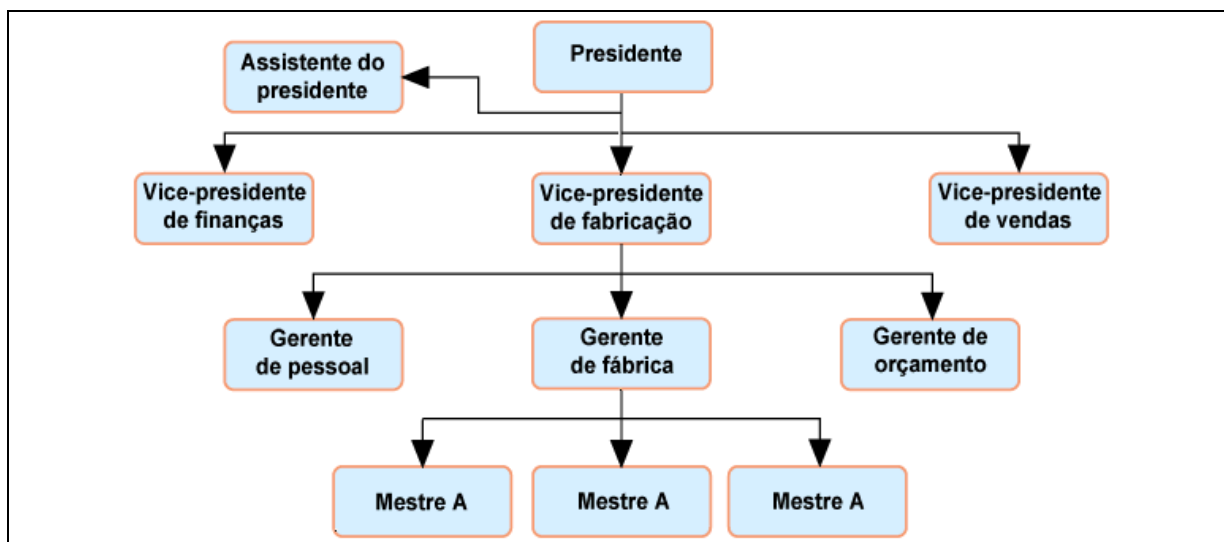 Presidente
Assistente do
presidente
Vice-presidente
de finanças
Vice-presidente
de fabricação
Vice-presidente
de vendas
Gerente
de pessoal
Gerente
de fábrica
Gerente de
orçamento
Mestre A
Mestre A
Mestre A